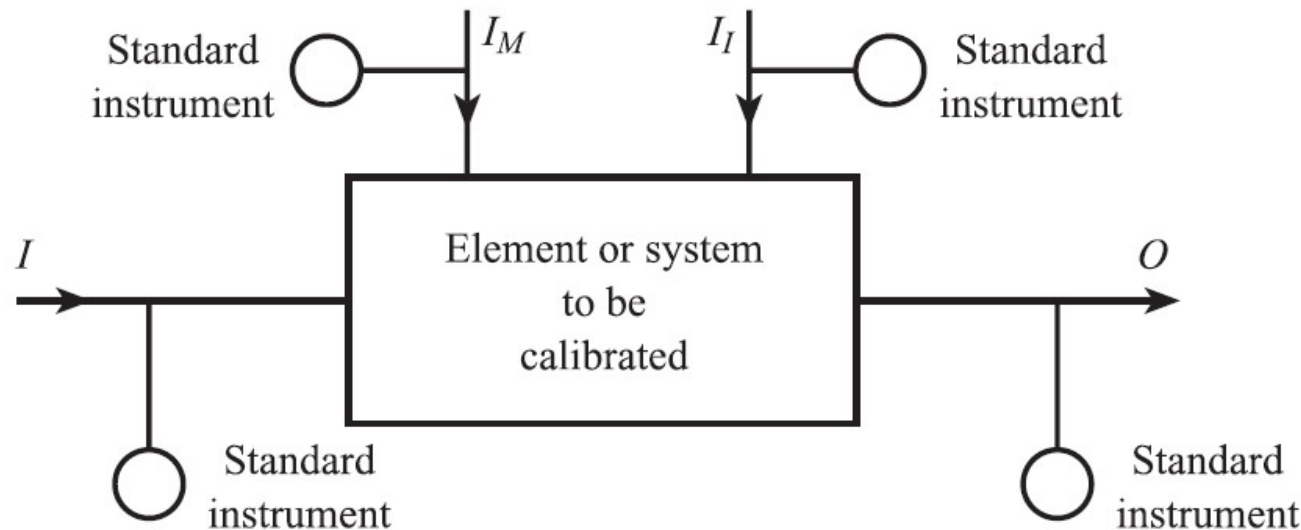 Standard
instrument
I_M
I_I
Standard
instrument
I
Element or system
to be
calibrated
O
Standard
instrument
Standard
instrument